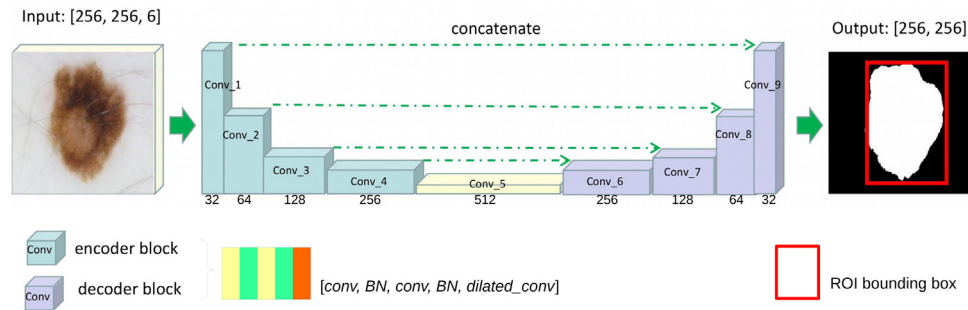 Input: [256, 256, 6]
concatenate
Output: [256, 256]
Conv_1
Conv_2
Conv_3
Conv_4
Conv_5
Conv_6
Conv_7
Conv_8
Conv_9
32 64 128 256 512 256 128 64 32
Conv encoder block
Conv decoder block
[conv, BN, conv, BN, dilated_conv]
ROI bounding box